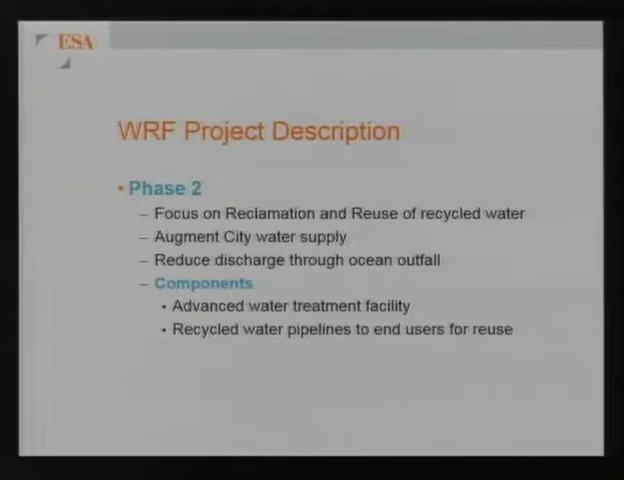 ESA
WRF Project Description
• Phase 2
– Focus on Reclamation and Reuse of recycled water
– Augment City water supply
– Reduce discharge through ocean outfall
– Components
• Advanced water treatment facility
• Recycled water pipelines to end users for reuse